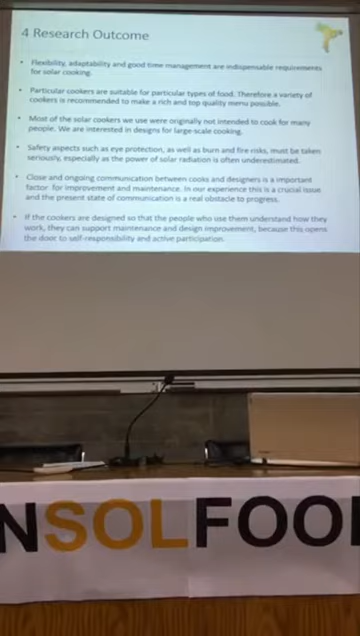 4 Research Outcome
• Flexibility, adaptability and good time management are indispensable requirements
for solar cooking.
• Particular cookers are suitable for particular types of food. Therefore a variety of
cookers is recommended to make a rich and top quality menu possible.
• Most of the solar cookers we use were originally not intended to cook for many
people. We are interested in designs for large-scale cooking.
• Safety aspects such as eye protection, as well as burn and fire risks, must be taken
seriously, especially as the power of solar radiation is often underestimated.
• Close and ongoing communication between cooks and designers is a important
factor for improvement and maintenance. In our experience this is a crucial issue
and the present state of communication is a real obstacle to progress.
• If the cookers are designed so that the people who use them understand how they
work, they can support maintenance and design improvement, because this opens
the door to self-responsibility and active participation.
NSOLFOO